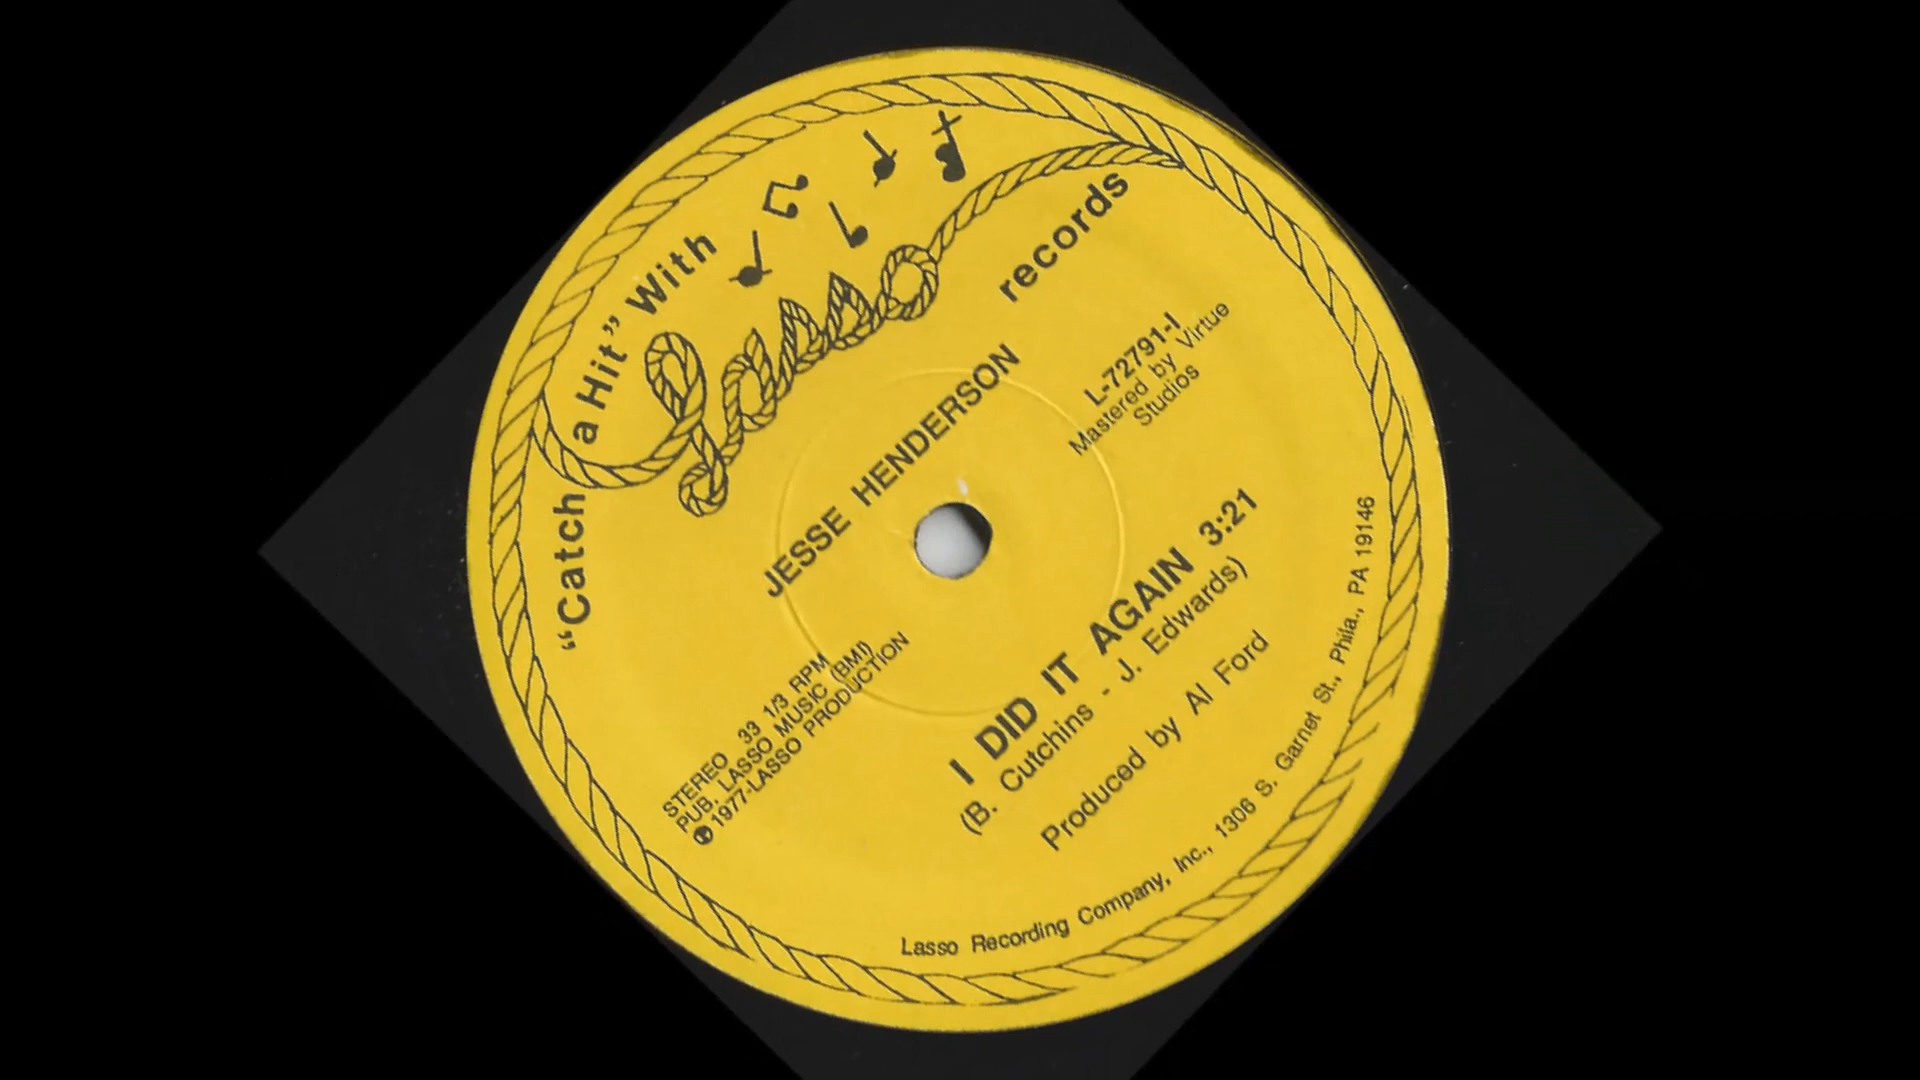 “Catch a Hit” With
Lasso
records
JESSE HENDERSON
L-72791-I
Mastered by Virtue
Studios
STEREO 33 1/3 RPM
PUB. LASSO MUSIC (BMI)
℗1977-LASSO PRODUCTION
I DID IT AGAIN 3:21
(B. Cutchins - J. Edwards)
Produced by Al Ford
Lasso Recording Company, Inc., 1306 S. Garnet St., Phila., PA 19146